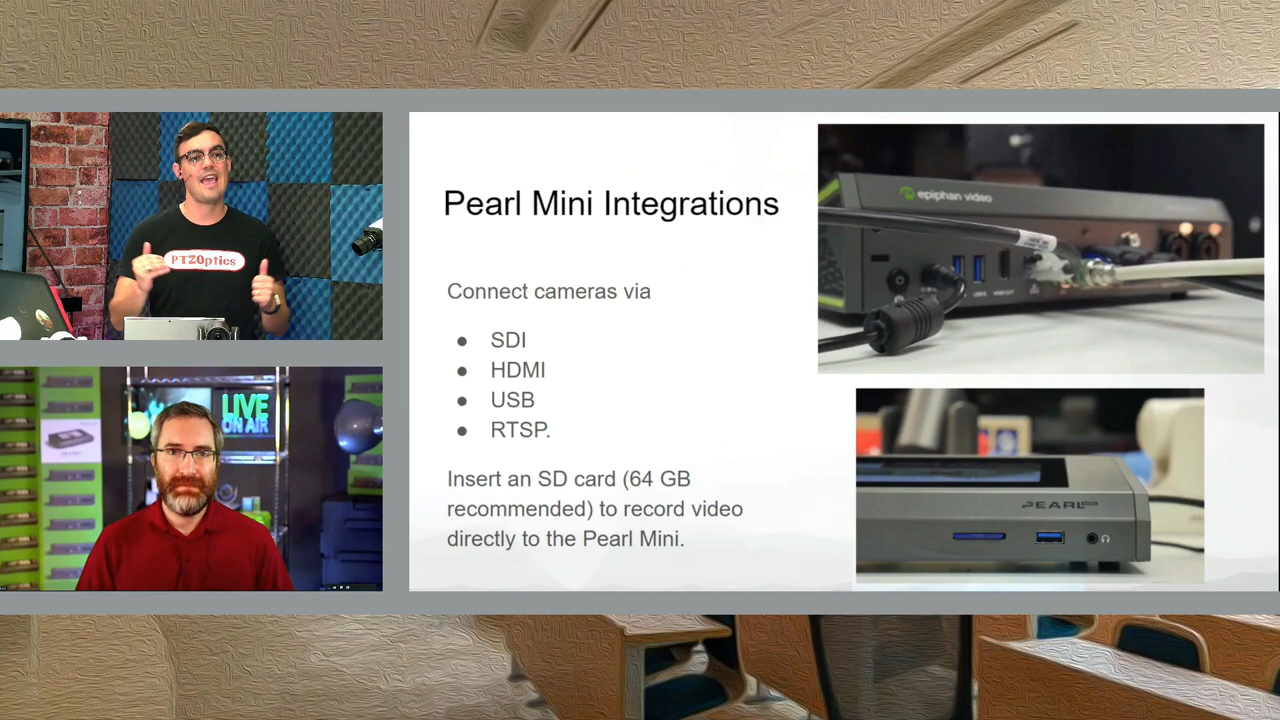 PTZOptics
LIVE
ON AIR
Pearl Mini Integrations
Connect cameras via
● SDI
● HDMI
● USB
● RTSP.
Insert an SD card (64 GB
recommended) to record video
directly to the Pearl Mini.
epiphan video
PEARL